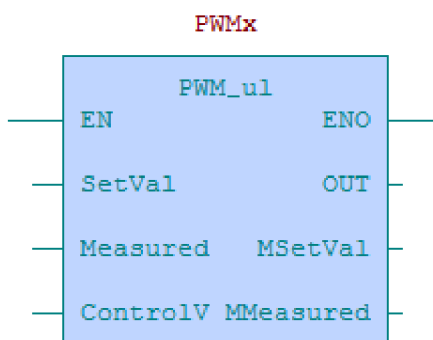 PWMx
PWM_ul
EN ENO
SetVal OUT
Measured MSetVal
ControlV MMeasured